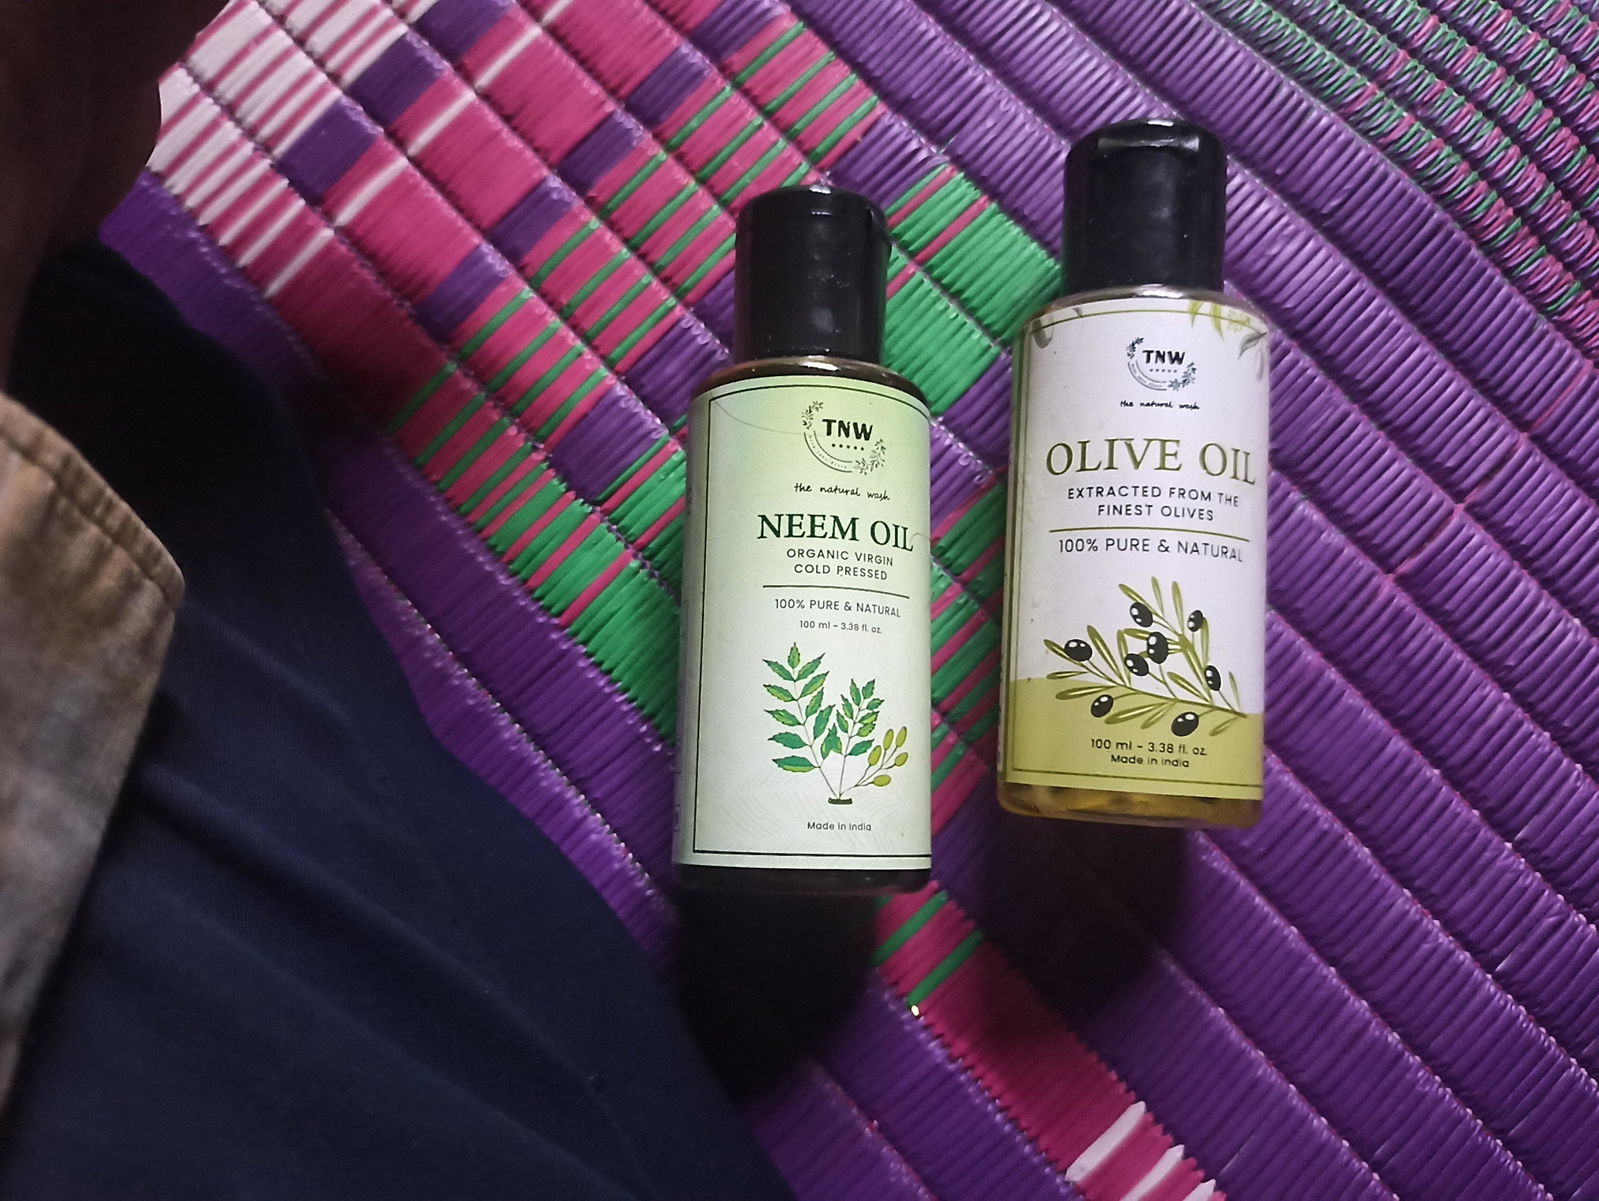 TNW
the natural wash
NEEM OIL
ORGANIC VIRGIN
COLD PRESSED
100% PURE & NATURAL
100 ml - 3.38 fl. oz.
Made in India
TNW
the natural wash
OLIVE OIL
EXTRACTED FROM THE
FINEST OLIVES
100% PURE & NATURAL
100 ml - 3.38 fl. oz.
Made in India